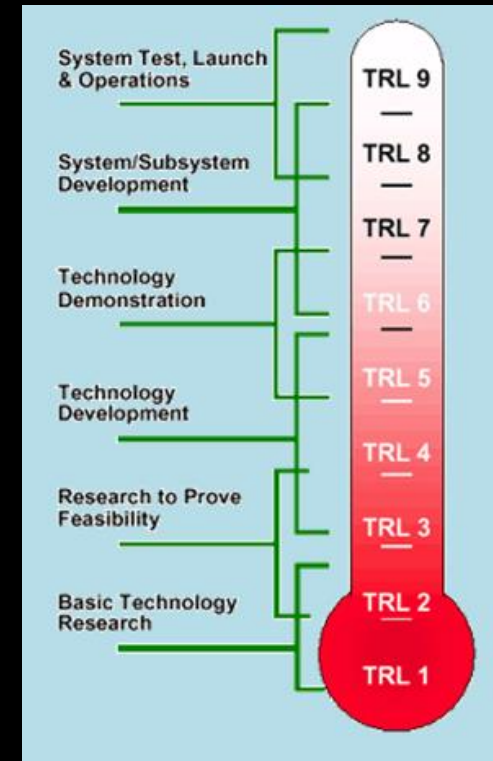 System Test, Launch
& Operations
System/Subsystem
Development
Technology
Demonstration
Technology
Development
Research to Prove
Feasibility
Basic Technology
Research
TRL 9
TRL 8
TRL 7
TRL 6
TRL 5
TRL 4
TRL 3
TRL 2
TRL 1